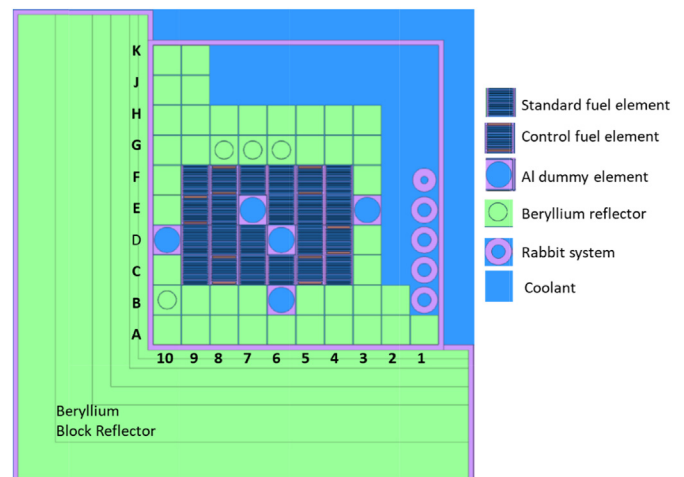 K
J
H
G
F
E
D
C
B
A
10 9 8 7 6 5 4 3 2 1
Beryllium
Block Reflector
Standard fuel element
Control fuel element
Al dummy element
Beryllium reflector
Rabbit system
Coolant